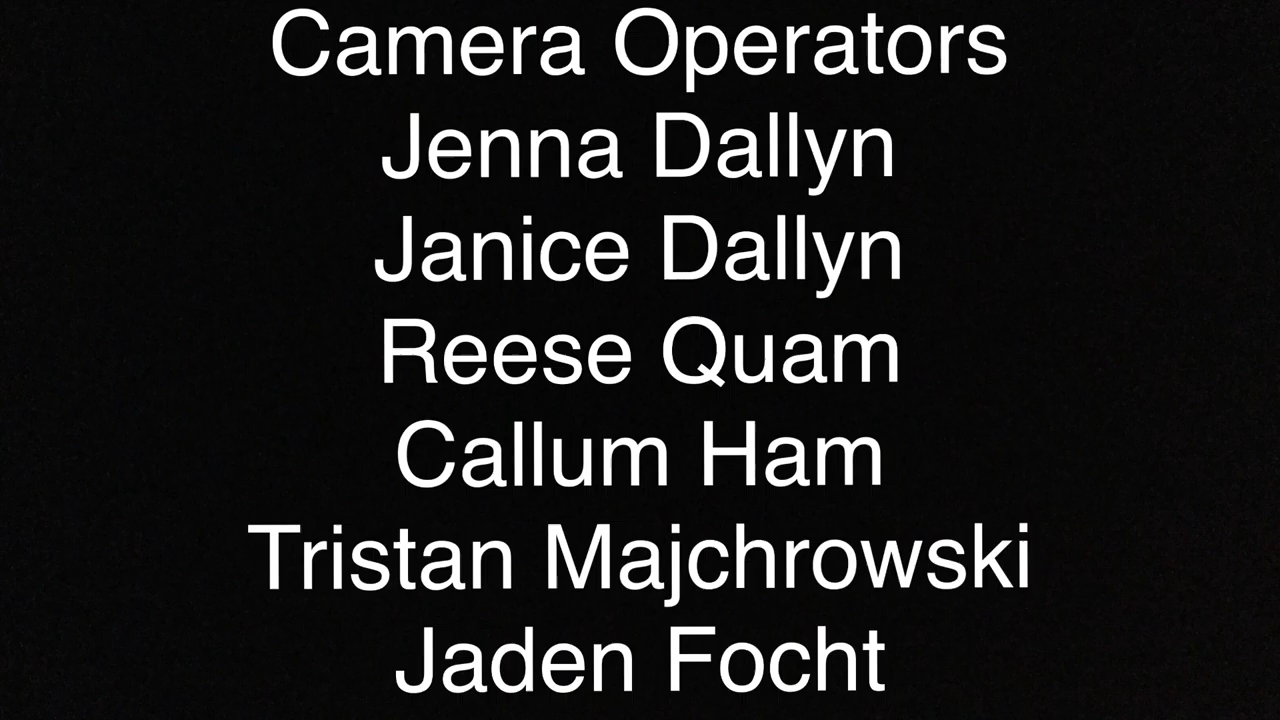 Camera Operators
Jenna Dallyn
Janice Dallyn
Reese Quam
Callum Ham
Tristan Majchrowski
Jaden Focht